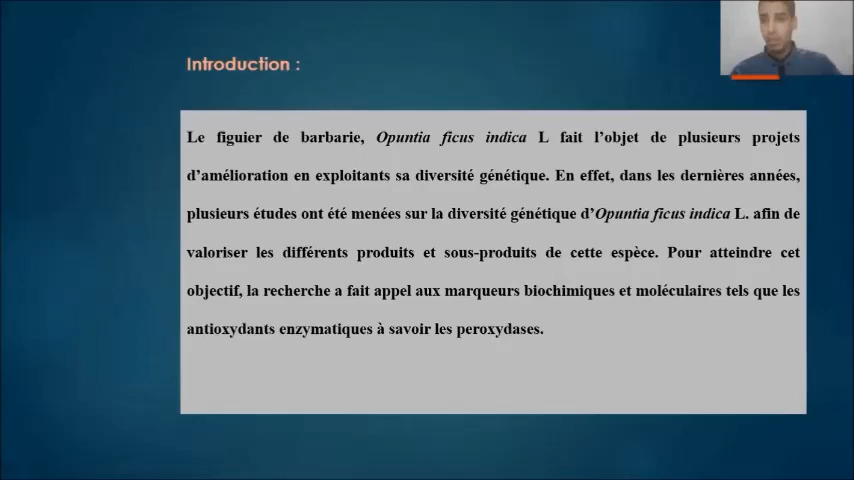 Introduction :
Le figuier de barbarie, Opuntia ficus indica L fait l’objet de plusieurs projets
d’amélioration en exploitants sa diversité génétique. En effet, dans les dernières années,
plusieurs études ont été menées sur la diversité génétique d’Opuntia ficus indica L. afin de
valoriser les différents produits et sous-produits de cette espèce. Pour atteindre cet
objectif, la recherche a fait appel aux marqueurs biochimiques et moléculaires tels que les
antioxydants enzymatiques à savoir les peroxydases.